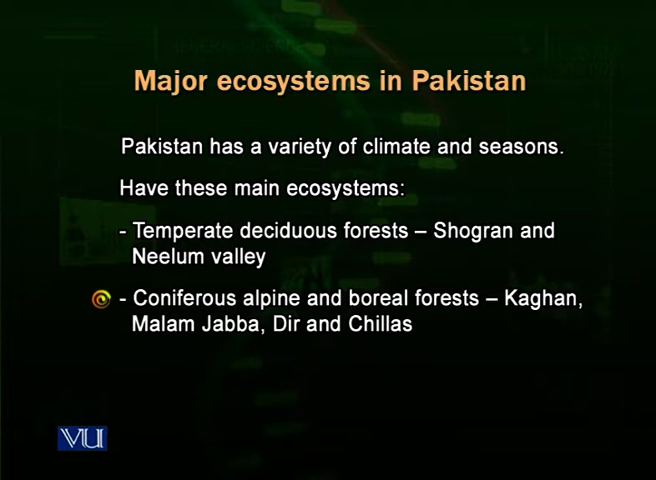 Major ecosystems in Pakistan
Pakistan has a variety of climate and seasons.
Have these main ecosystems:
- Temperate deciduous forests – Shogran and
Neelum valley
- Coniferous alpine and boreal forests – Kaghan,
Malam Jabba, Dir and Chillas
VU